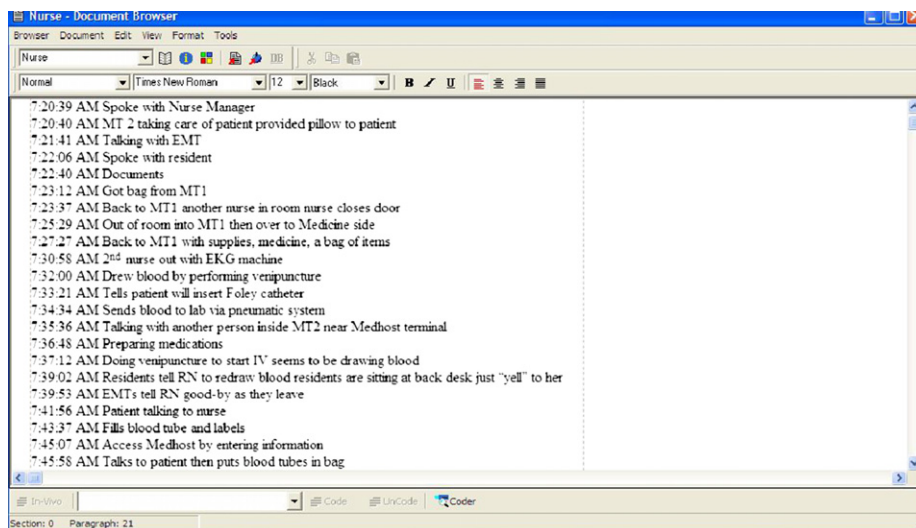 Nurse - Document Browser
Browser Document Edit View Format Tools
Nurse DB
Normal Times New Roman 12 Black B I U
7:20:39 AM Spoke with Nurse Manager
7:20:40 AM MT 2 taking care of patient provided pillow to patient
7:21:41 AM Talking with EMT
7:22:06 AM Spoke with resident
7:22:40 AM Documents
7:23:12 AM Got bag from MT1
7:23:37 AM Back to MT1 another nurse in room nurse closes door
7:25:29 AM Out of room into MT1 then over to Medicine side
7:27:27 AM Back to MT1 with supplies, medicine, a bag of items
7:30:58 AM 2nd nurse out with EKG machine
7:32:00 AM Drew blood by performing venipuncture
7:33:21 AM Tells patient will insert Foley catheter
7:34:34 AM Sends blood to lab via pneumatic system
7:35:36 AM Talking with another person inside MT2 near Medhost terminal
7:36:48 AM Preparing medications
7:37:12 AM Doing venipuncture to start IV seems to be drawing blood
7:39:02 AM Residents tell RN to redraw blood residents are sitting at back desk just “yell” to her
7:39:53 AM EMTs tell RN good-by as they leave
7:41:56 AM Patient talking to nurse
7:43:37 AM Fills blood tube and labels
7:45:07 AM Access Medhost by entering information
7:45:58 AM Talks to patient then puts blood tubes in bag
In-Vivo Code UnCode Coder
Section: 0 Paragraph: 21